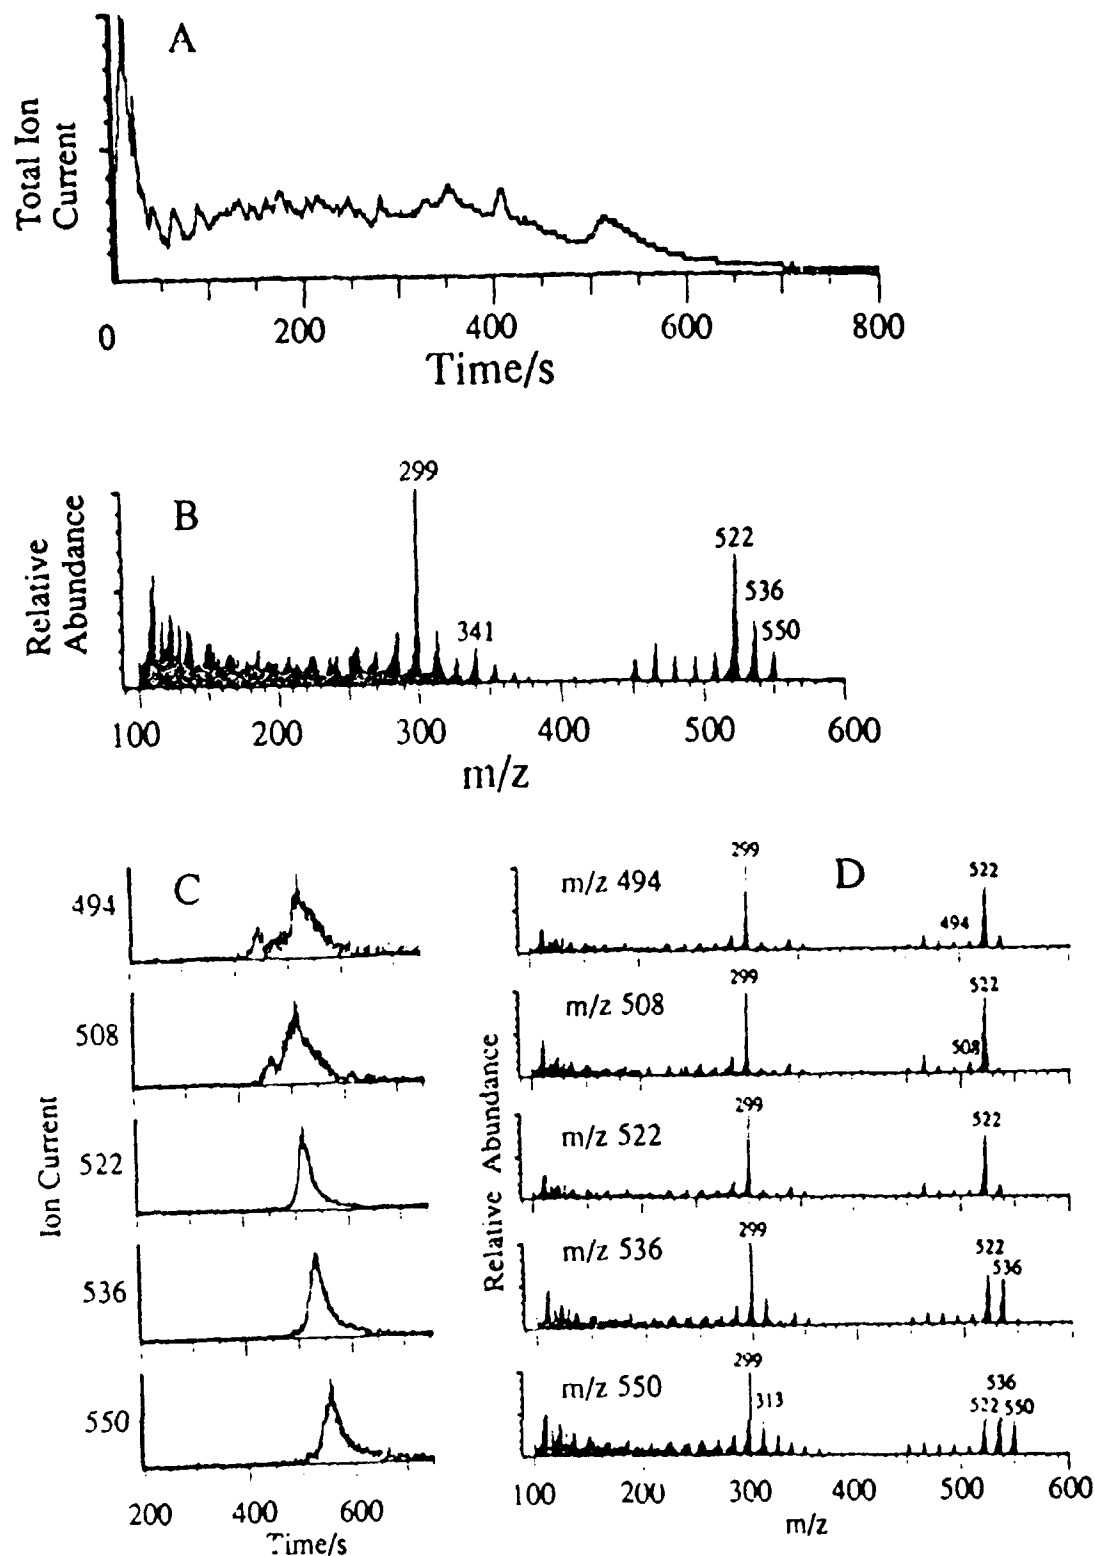 A
Total Ion
Current
0
200
400
600
800
Time/s
B
Relative
Abundance
299
341
522
536
550
100
200
300
400
500
600
m/z
C
Ion Current
494
508
522
536
550
200
400
600
Time/s
D
Relative Abundance
m/z 494
299
494
522
m/z 508
299
508
522
m/z 522
299
522
m/z 536
299
522
536
m/z 550
299
313
536
522
550
100
200
300
400
500
600
m/z